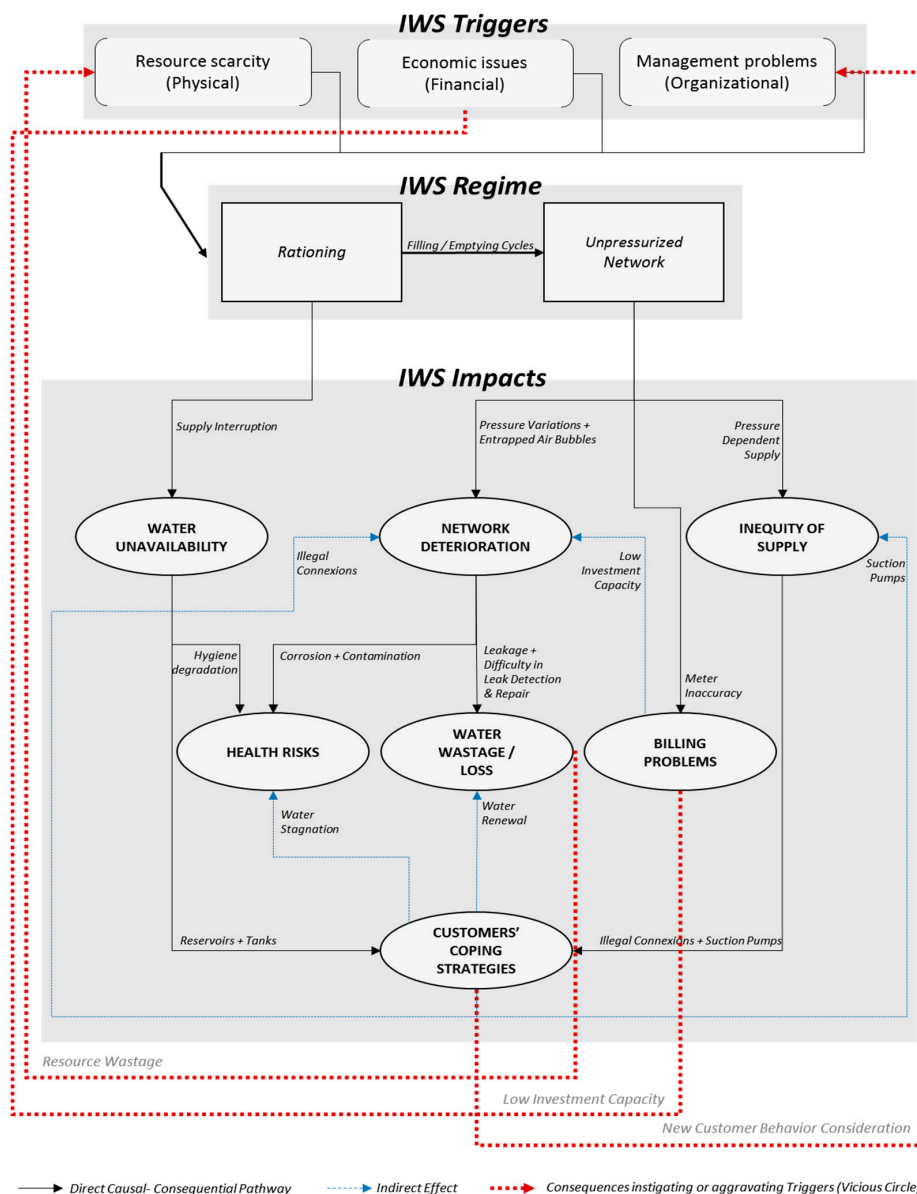 IWS Triggers
Resource scarcity
(Physical)
Economic issues
(Financial)
Management problems
(Organizational)
IWS Regime
Rationing
Filling / Emptying Cycles
Unpressurized
Network
IWS Impacts
Supply Interruption
Pressure Variations +
Entrapped Air Bubbles
Pressure
Dependent
Supply
WATER
UNAVAILABILITY
NETWORK
DETERIORATION
INEQUITY OF
SUPPLY
Illegal
Connexions
Low
Investment
Capacity
Suction
Pumps
Hygiene
degradation
Corrosion + Contamination
Leakage +
Difficulty in
Leak Detection
& Repair
Meter
Inaccuracy
HEALTH RISKS
WATER
WASTAGE /
LOSS
BILLING
PROBLEMS
Water
Stagnation
Water
Renewal
Reservoirs + Tanks
CUSTOMERS'
COPING
STRATEGIES
Illegal Connexions + Suction Pumps
Resource Wastage
Low Investment Capacity
New Customer Behavior Consideration
Direct Causal- Consequential Pathway
Indirect Effect
Consequences instigating or aggravating Triggers (Vicious Circle)